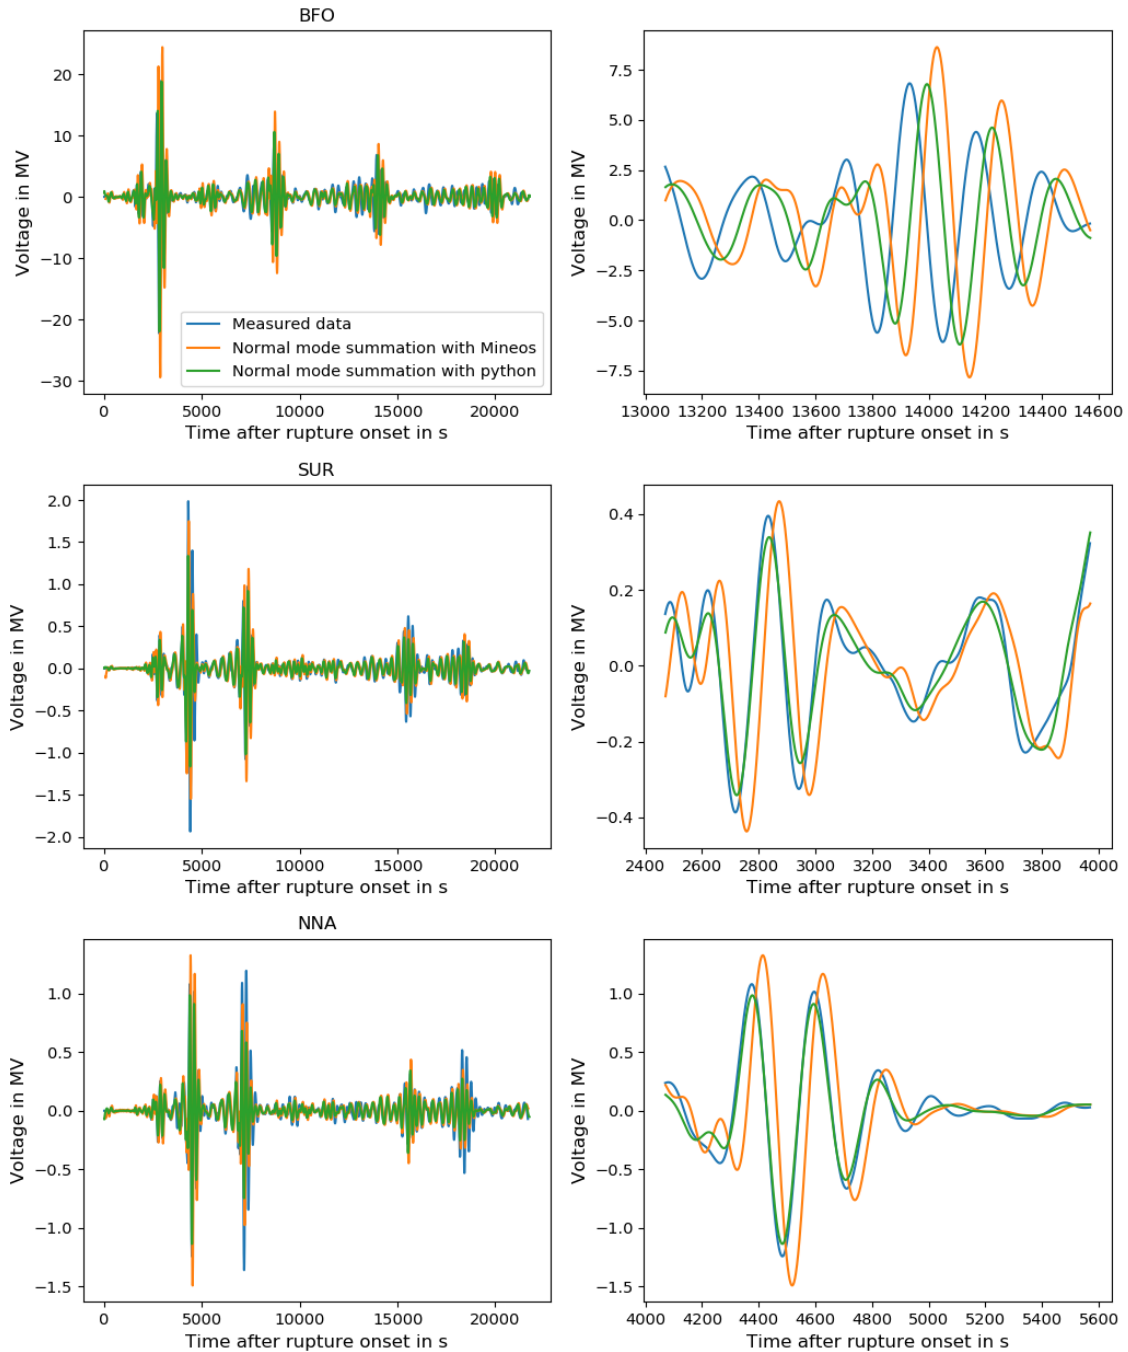 BFO
Voltage in MV
20
10
0
−10
−20
−30
Measured data
Normal mode summation with Mineos
Normal mode summation with python
0 5000 10000 15000 20000
Time after rupture onset in s
Voltage in MV
7.5
5.0
2.5
0.0
−2.5
−5.0
−7.5
13000 13200 13400 13600 13800 14000 14200 14400 14600
Time after rupture onset in s
SUR
Voltage in MV
2.0
1.5
1.0
0.5
0.0
−0.5
−1.0
−1.5
−2.0
0 5000 10000 15000 20000
Time after rupture onset in s
Voltage in MV
0.4
0.2
0.0
−0.2
−0.4
2400 2600 2800 3000 3200 3400 3600 3800 4000
Time after rupture onset in s
NNA
Voltage in MV
1.0
0.5
0.0
−0.5
−1.0
−1.5
0 5000 10000 15000 20000
Time after rupture onset in s
Voltage in MV
1.0
0.5
0.0
−0.5
−1.0
−1.5
4000 4200 4400 4600 4800 5000 5200 5400 5600
Time after rupture onset in s